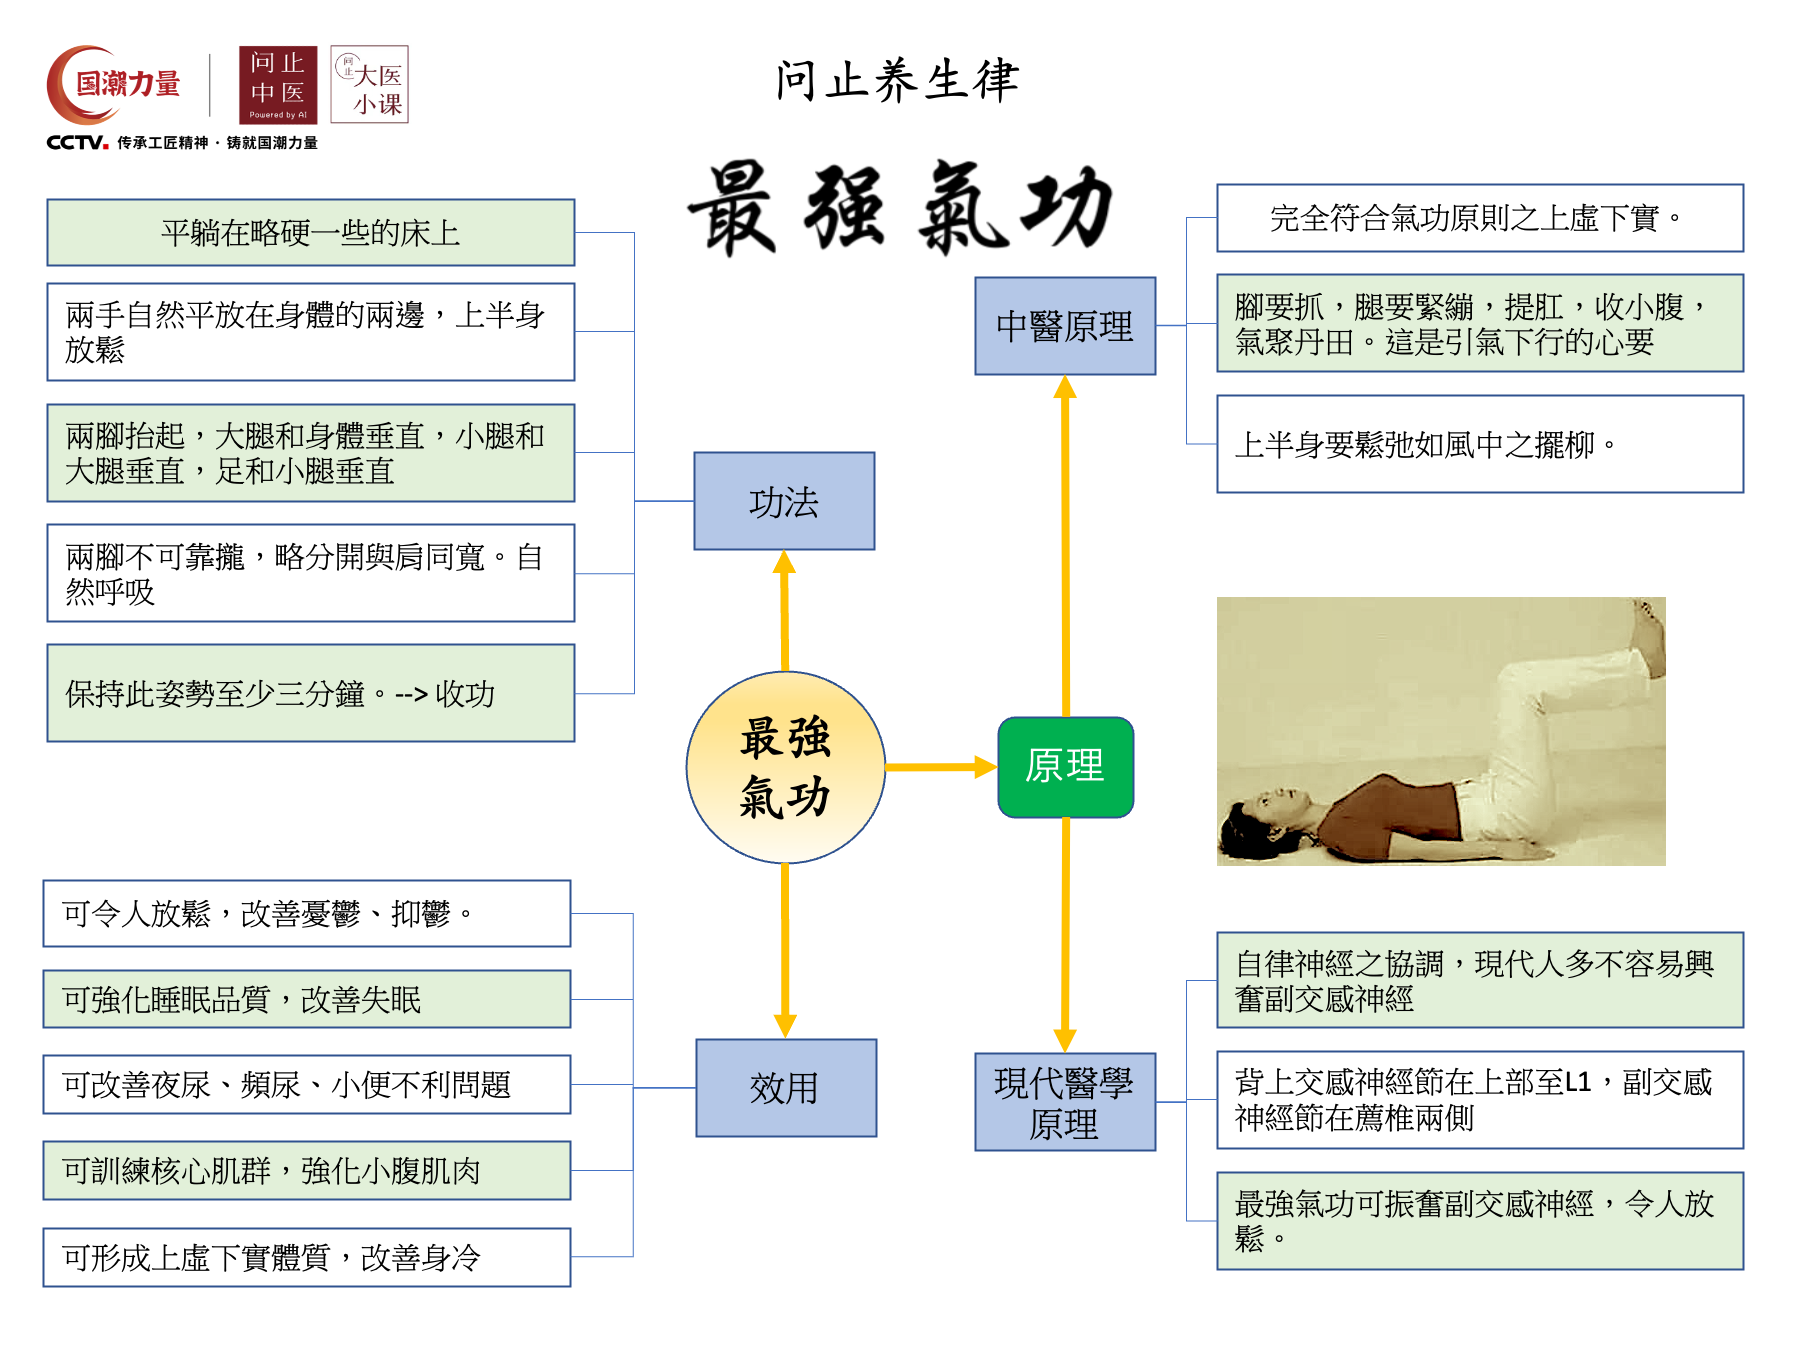 国潮力量
问止
中医
Powered by AI
问止
大医
小课
CCTV. 传承工匠精神·铸就国潮力量
问止养生律
最强氣功
平躺在略硬一些的床上
兩手自然平放在身體的兩邊，上半身
放鬆
兩腳抬起，大腿和身體垂直，小腿和
大腿垂直，足和小腿垂直
兩腳不可靠攏，略分開與肩同寬。自
然呼吸
保持此姿勢至少三分鐘。--> 收功
功法
完全符合氣功原則之上虛下實。
腳要抓，腿要緊繃，提肛，收小腹，
氣聚丹田。這是引氣下行的心要
上半身要鬆弛如風中之擺柳。
中醫原理
最強
氣功
原理
可令人放鬆，改善憂鬱、抑鬱。
可強化睡眠品質，改善失眠
可改善夜尿、頻尿、小便不利問題
可訓練核心肌群，強化小腹肌肉
可形成上虛下實體質，改善身冷
效用
現代醫學
原理
自律神經之協調，現代人多不容易興
奮副交感神經
背上交感神經節在上部至L1，副交感
神經節在薦椎兩側
最強氣功可振奮副交感神經，令人放
鬆。